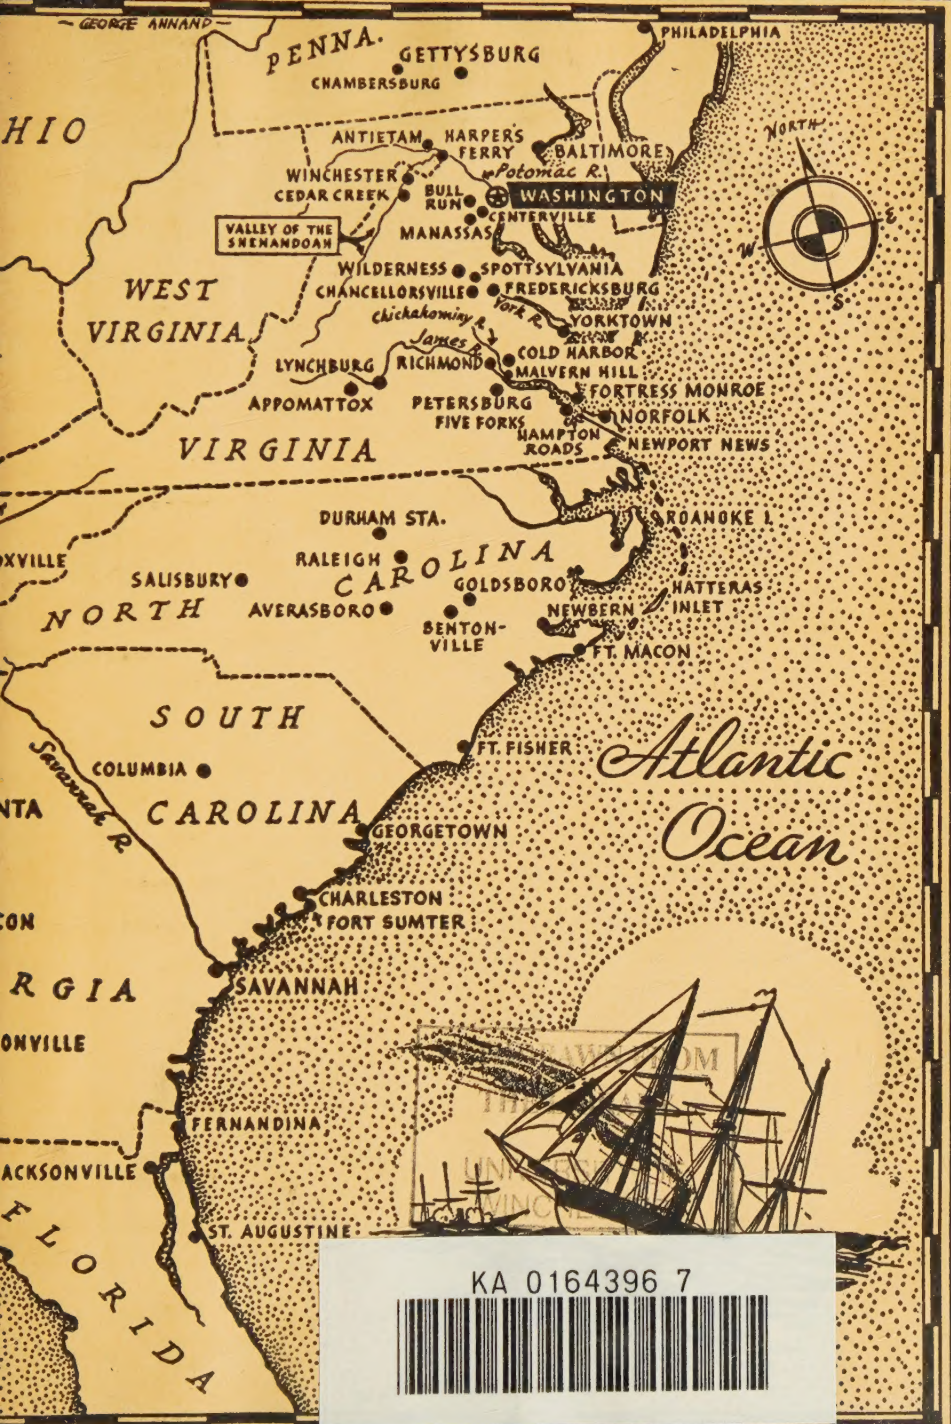 GEORGE ANNAND
PENNA.
PHILADELPHIA
GETTYSBURG
CHAMBERSBURG
HIO
NORTH
ANTIETAM
HARPER'S
FERRY
BALTIMORE
Potomac R.
WINCHESTER
CEDAR CREEK
BULL
RUN
WASHINGTON
CENTERVILLE
MANASSAS
VALLEY OF THE
SHENANDOAH
E
W
S
WILDERNESS
SPOTTSYLVANIA
CHANCELLORSVILLE
FREDERICKSBURG
WEST
VIRGINIA
York R.
YORKTOWN
Chickahominy R.
James R.
COLD HARBOR
LYNCHBURG
RICHMOND
MALVERN HILL
FORTRESS MONROE
APPOMATTOX
PETERSBURG
FIVE FORKS
NORFOLK
HAMPTON
ROADS
NEWPORT NEWS
VIRGINIA
DURHAM STA.
ROANOKE I.
OXVILLE
RALEIGH
CAROLINA
SALISBURY
GOLDSBORO
HATTERAS
INLET
NORTH
AVERASBORO
NEWBERN
BENTON-
VILLE
FT. MACON
SOUTH
FT. FISHER
Atlantic
Ocean
Savannah R.
COLUMBIA
NTA
CAROLINA
GEORGETOWN
CHARLESTON
FORT SUMTER
CON
RGIA
SAVANNAH
ONVILLE
FERNANDINA
ACKSONVILLE
ST. AUGUSTINE
FLORIDA
KA 0164396 7